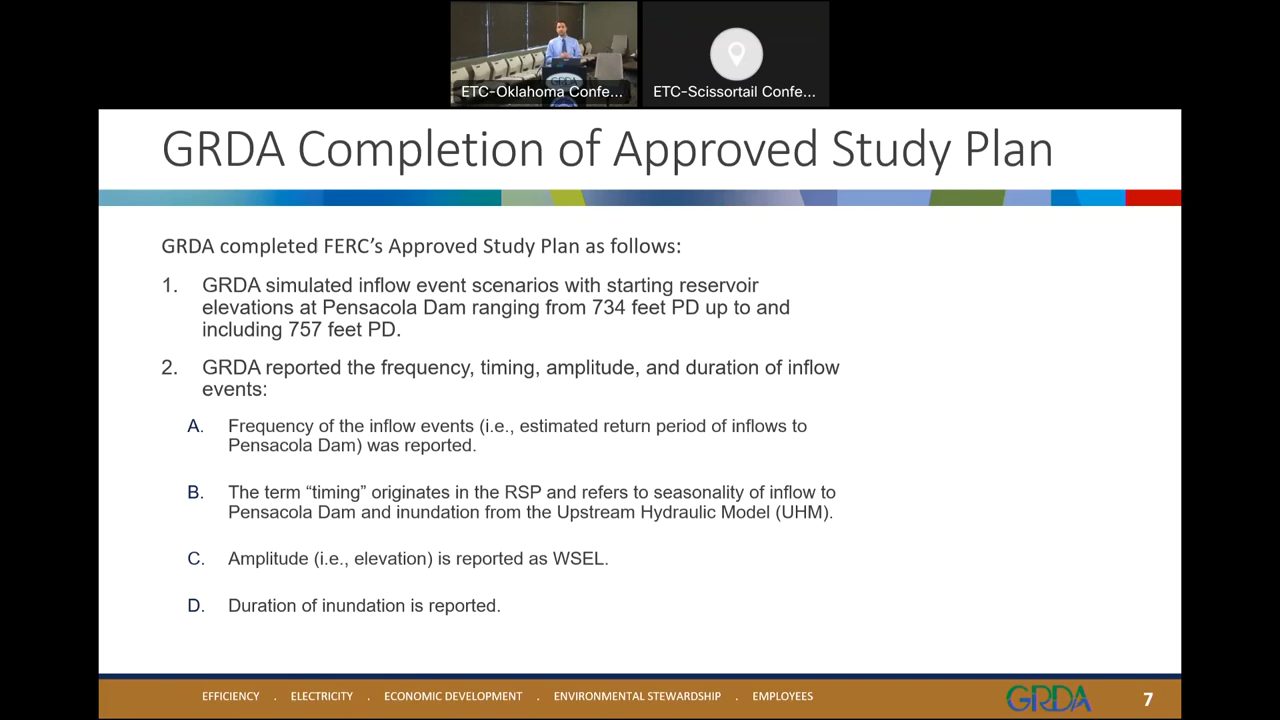 GRDA
ETC-Oklahoma Confe...
ETC-Scissortail Confe...
GRDA Completion of Approved Study Plan
GRDA completed FERC’s Approved Study Plan as follows:
1. GRDA simulated inflow event scenarios with starting reservoir
elevations at Pensacola Dam ranging from 734 feet PD up to and
including 757 feet PD.
2. GRDA reported the frequency, timing, amplitude, and duration of inflow
events:
A. Frequency of the inflow events (i.e., estimated return period of inflows to
Pensacola Dam) was reported.
B. The term “timing” originates in the RSP and refers to seasonality of inflow to
Pensacola Dam and inundation from the Upstream Hydraulic Model (UHM).
C. Amplitude (i.e., elevation) is reported as WSEL.
D. Duration of inundation is reported.
EFFICIENCY . ELECTRICITY . ECONOMIC DEVELOPMENT . ENVIRONMENTAL STEWARDSHIP . EMPLOYEES
GRDA
7